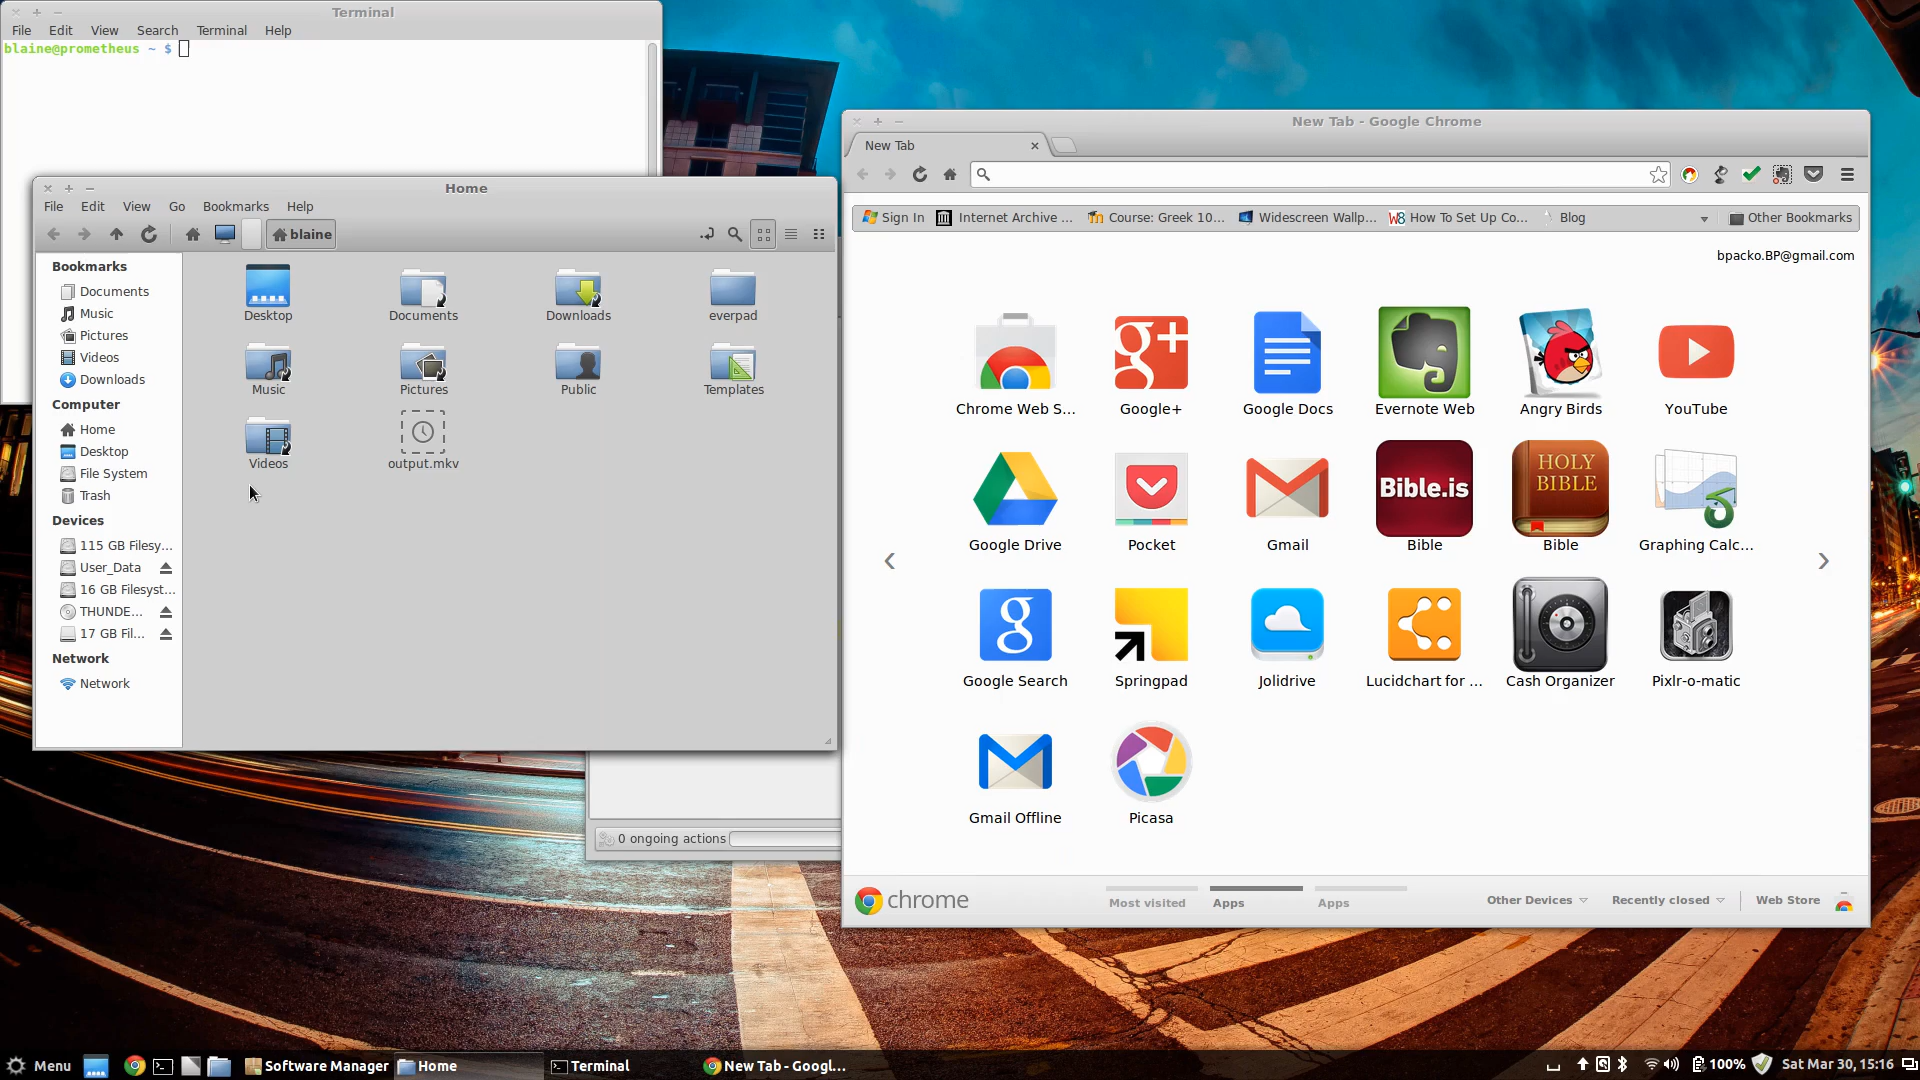 Terminal
File Edit View Search Terminal Help
blaine@prometheus ~ $
Home
File Edit View Go Bookmarks Help
blaine
Bookmarks
Documents
Music
Pictures
Videos
Downloads
Computer
Home
Desktop
File System
Trash
Devices
115 GB Filesy...
User_Data
16 GB Filesyst...
THUNDE...
17 GB Fil...
Network
Network
Desktop
Documents
Downloads
everpad
Music
Pictures
Public
Templates
Videos
output.mkv
0 ongoing actions
New Tab - Google Chrome
New Tab
Sign In
Internet Archive ...
Course: Greek 10...
Widescreen Wallp...
W8 How To Set Up Co...
Blog
Other Bookmarks
bpacko.BP@gmail.com
Chrome Web S...
g+
Google+
Google Docs
Evernote Web
Angry Birds
YouTube
Google Drive
Pocket
Gmail
Bible.is
Bible
HOLY
BIBLE
Bible
Graphing Calc...
g
Google Search
Springpad
Jolidrive
Lucidchart for ...
Cash Organizer
Pixlr-o-matic
Gmail Offline
Picasa
chrome
Most visited
Apps
Apps
Other Devices
Recently closed
Web Store
Menu
Software Manager
Home
Terminal
New Tab - Googl...
100%
Sat Mar 30, 15:16